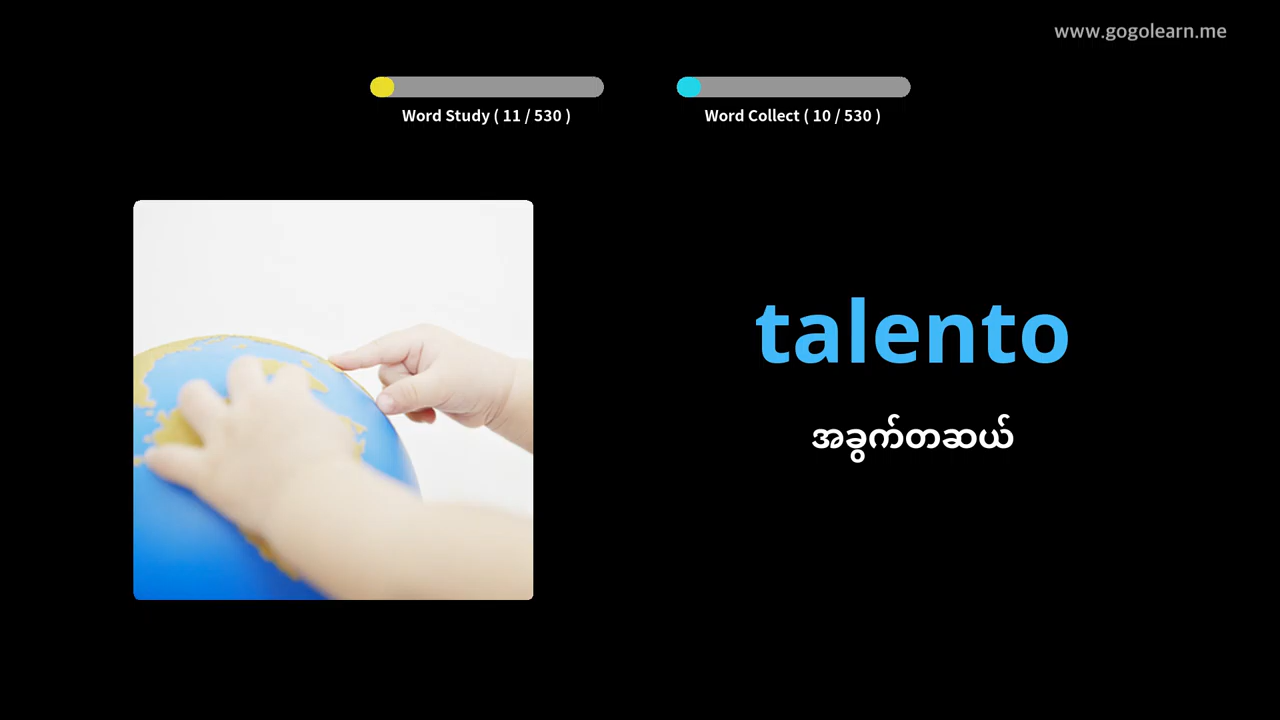 www.gogolearn.me
Word Study ( 11 / 530 )
Word Collect ( 10 / 530 )
talento
အခွက်တဆယ်